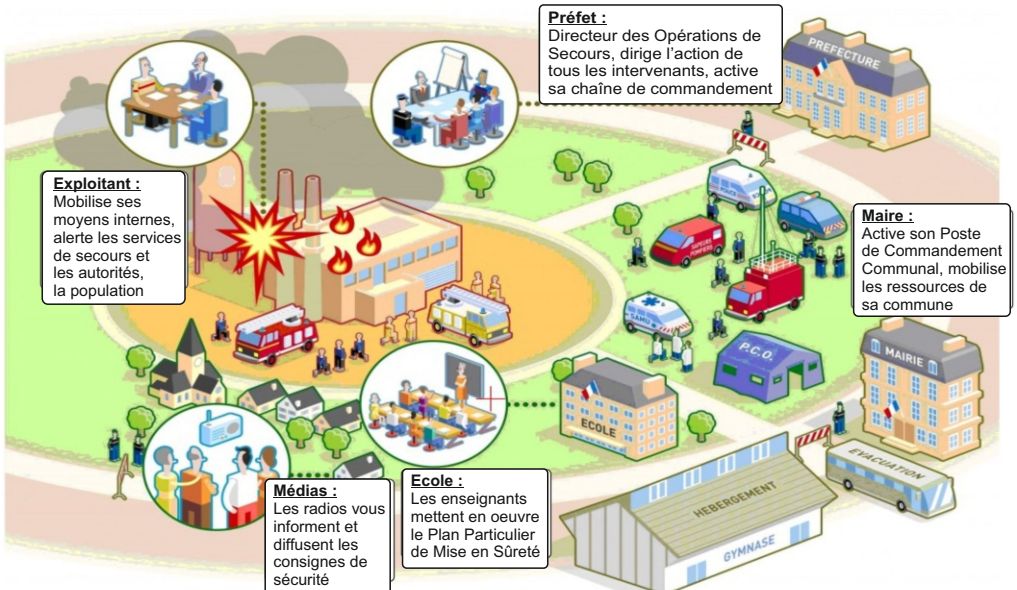 Préfet :
Directeur des Opérations de
Secours, dirige l'action de
tous les intervenants, active
sa chaîne de commandement
PREFECTURE
Exploitant :
Mobilise ses
moyens internes,
alerte les services
de secours et
les autorités,
la population
POLICE
SAPEURS
POMPIERS
Maire :
Active son Poste
de Commandement
Communal, mobilise
les ressources de
sa commune
SAMU
P.C.O.
MAIRIE
ECOLE
EVACUATION
HEBERGEMENT
GYMNASE
Médias :
Les radios vous
informent et
diffusent les
consignes de
sécurité
Ecole :
Les enseignants
mettent en oeuvre
le Plan Particulier
de Mise en Sûreté